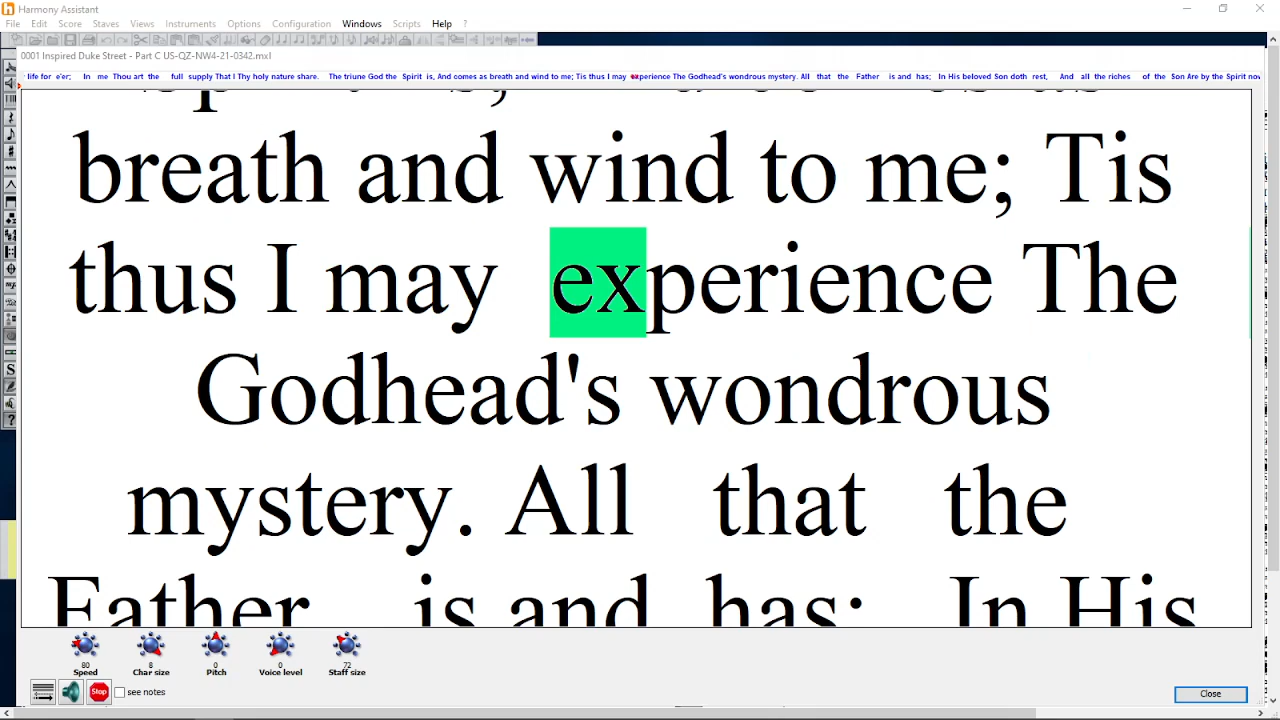 Harmony Assistant
File Edit Score Staves Views Instruments Options Configuration Windows Scripts Help ?
0001 Inspired Duke Street - Part C US-QZ-NW4-21-0342.mxl
life for e'er; In me Thou art the full supply That I Thy holy nature share. The triune God the Spirit is, And comes as breath and wind to me; Tis thus I may experience The Godhead's wondrous mystery. All that the Father is and has; In His beloved Son doth rest, And all the riches of the Son Are by the Spirit now
breath and wind to me; Tis
thus I may experience The
Godhead's wondrous
mystery. All that the
Father is and has; In His
80 8 0 0 72
Speed Char size Pitch Voice level Staff size
Stop see notes Close